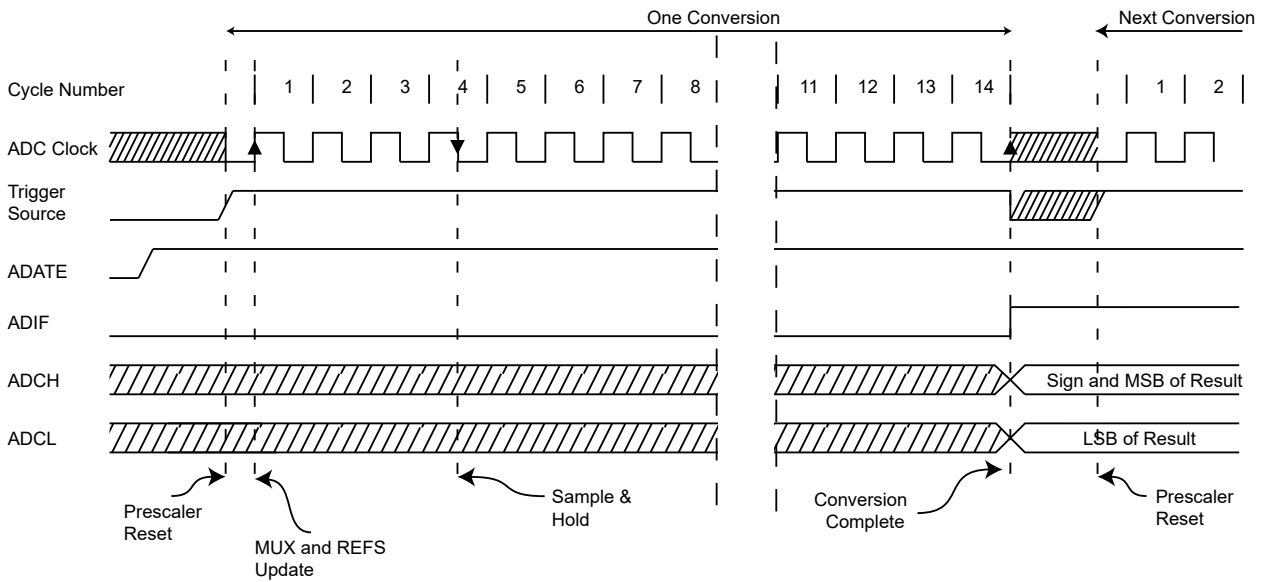 One Conversion
Next Conversion
Cycle Number
1 2 3 4 5 6 7 8 11 12 13 14 1 2
ADC Clock
Trigger
Source
ADATE
ADIF
ADCH
Sign and MSB of Result
ADCL
LSB of Result
Prescaler
Reset
MUX and REFS
Update
Sample &
Hold
Conversion
Complete
Prescaler
Reset